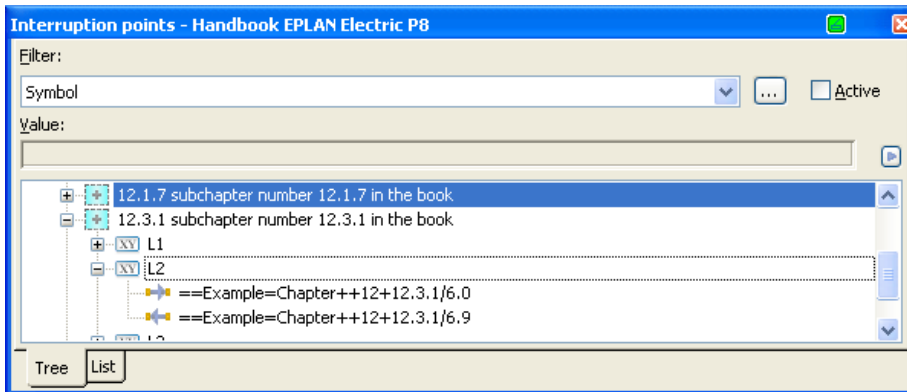 Interruption points - Handbook EPLAN Electric P8
Filter:
Symbol
...
Active
Value:
12.1.7 subchapter number 12.1.7 in the book
12.3.1 subchapter number 12.3.1 in the book
XY L1
XY L2
==Example=Chapter++12+12.3.1/6.0
==Example=Chapter++12+12.3.1/6.9
Tree List